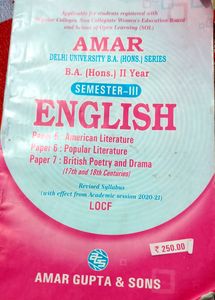 Applicable for students registered with
Regular Colleges Non Collegiate Women's Education Board
and School of Open Learning (SOL)
AMAR
DELHI UNIVERSITY B.A. (HONS.) SERIES
B.A. (Hons.) II Year
SEMESTER-III
ENGLISH
Paper 5: American Literature
Paper 6 : Popular Literature
Paper 7 : British Poetry and Drama
(17th and 18th Centuries)
Revised Syllabus
(with effect from Academic session 2020-21)
LOCF
₹ 250.00
AGS
AMAR GUPTA & SONS